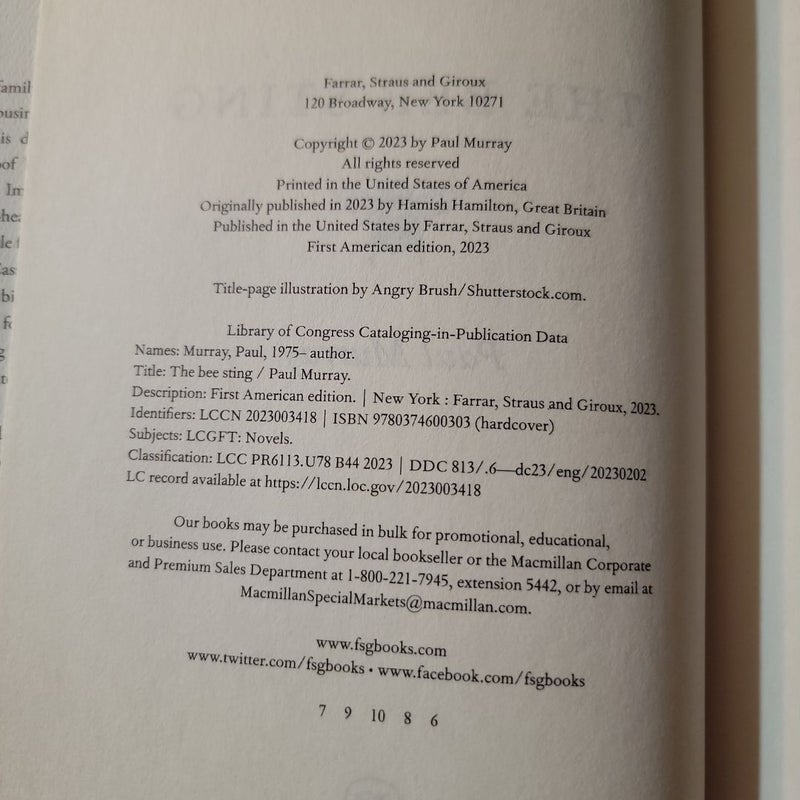 Farrar, Straus and Giroux
120 Broadway, New York 10271
Copyright © 2023 by Paul Murray
All rights reserved
Printed in the United States of America
Originally published in 2023 by Hamish Hamilton, Great Britain
Published in the United States by Farrar, Straus and Giroux
First American edition, 2023
Title-page illustration by Angry Brush/Shutterstock.com.
Library of Congress Cataloging-in-Publication Data
Names: Murray, Paul, 1975– author.
Title: The bee sting / Paul Murray.
Description: First American edition. | New York : Farrar, Straus and Giroux, 2023.
Identifiers: LCCN 2023003418 | ISBN 9780374600303 (hardcover)
Subjects: LCGFT: Novels.
Classification: LCC PR6113.U78 B44 2023 | DDC 813/.6—dc23/eng/20230202
LC record available at https://lccn.loc.gov/2023003418
Our books may be purchased in bulk for promotional, educational,
or business use. Please contact your local bookseller or the Macmillan Corporate
and Premium Sales Department at 1-800-221-7945, extension 5442, or by email at
MacmillanSpecialMarkets@macmillan.com.
www.fsgbooks.com
www.twitter.com/fsgbooks • www.facebook.com/fsgbooks
7 9 10 8 6